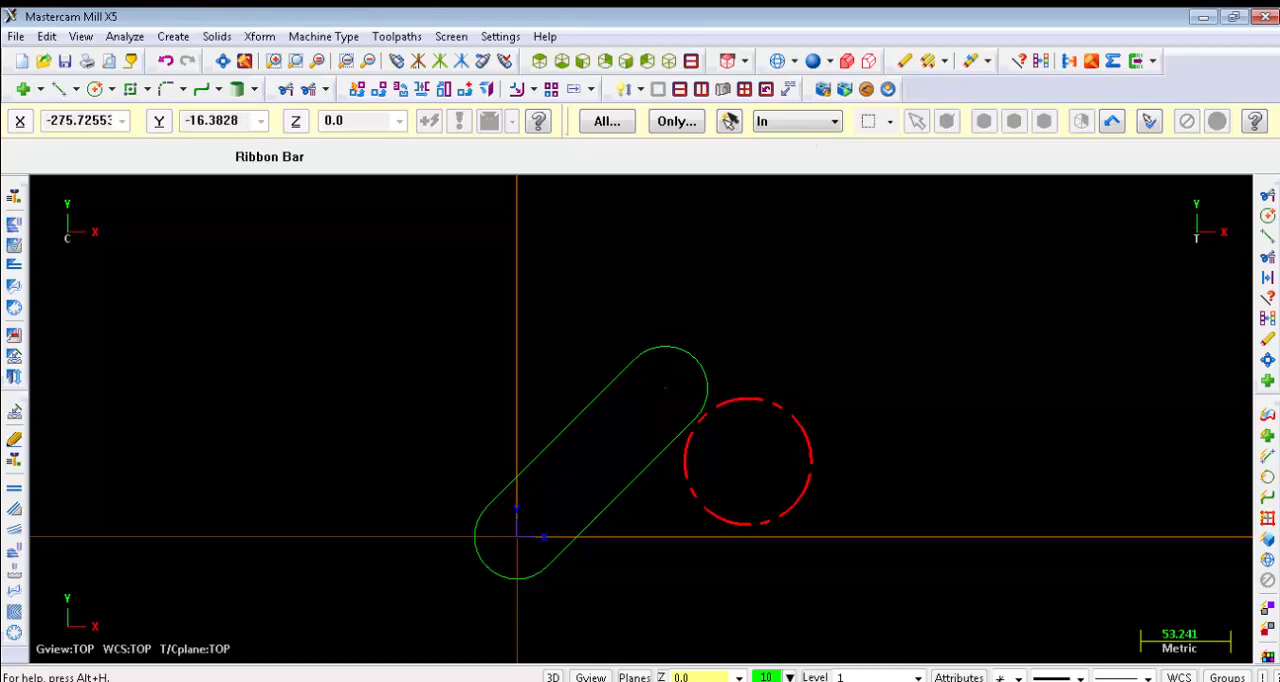 Mastercam Mill X5
File Edit View Analyze Create Solids Xform Machine Type Toolpaths Screen Settings Help
X -275.7255 Y -16.3828 Z 0.0 All... Only... In
Ribbon Bar
Y Y
X X
C T
Y
X
53.241
Metric
Gview:TOP WCS:TOP T/Cplane:TOP
For help, press Alt+H. 3D Gview Planes Z 0.0 10 Level 1 Attributes WCS Groups